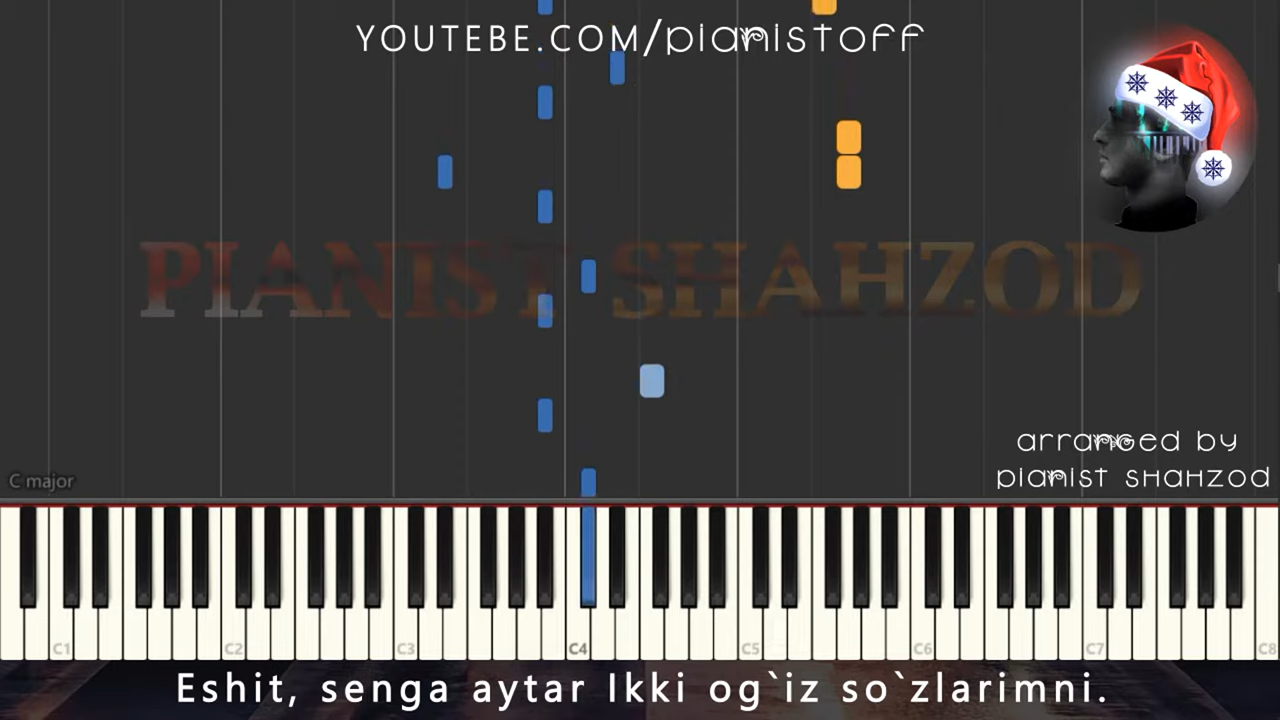 YOUTEBE.COM/PIANISTOFF
PIANIST SHAHZOD
ARRANGED BY
PIANIST SHAHZOD
C major
C1 C2 C3 C4 C5 C6 C7 C8
Eshit, senga aytar Ikki og`iz so`zlarimni.